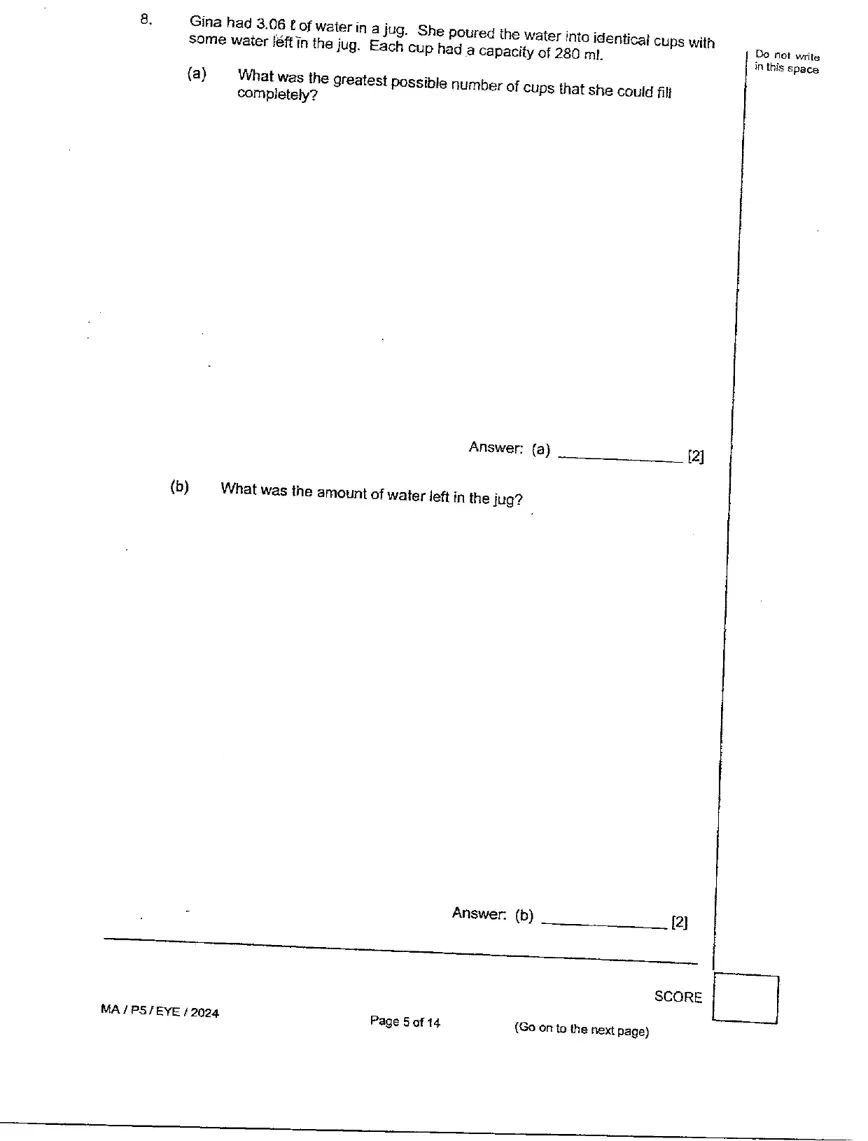 8. Gina had 3.06 ℓ of water in a jug. She poured the water into identical cups with
some water left in the jug. Each cup had a capacity of 280 ml.
Do not write
in this space
(a) What was the greatest possible number of cups that she could fill
completely?
Answer: (a) ______________ [2]
(b) What was the amount of water left in the jug?
Answer: (b) ______________ [2]
SCORE
MA / P5 / EYE / 2024
Page 5 of 14
(Go on to the next page)